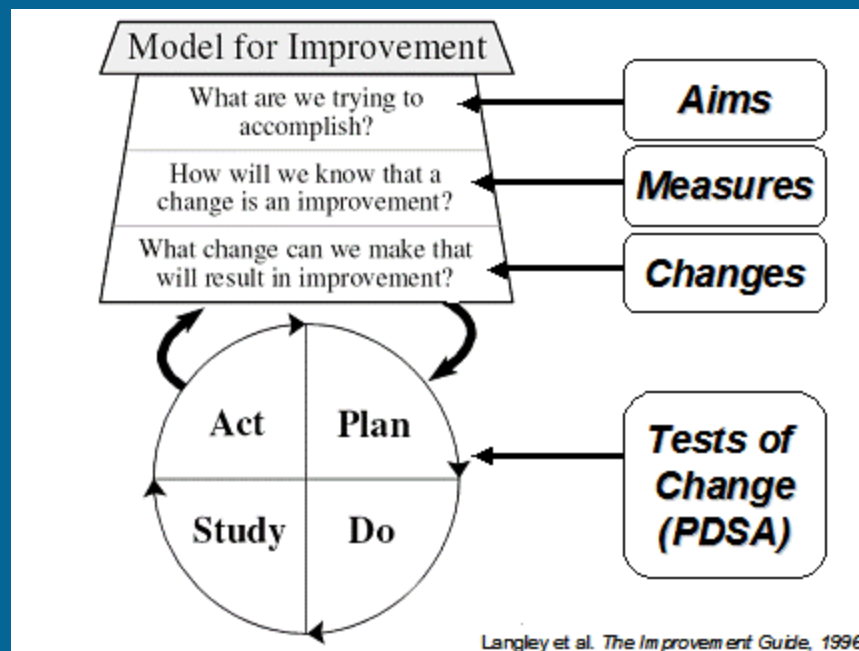 Model for Improvement
What are we trying to
accomplish?
Aims
How will we know that a
change is an improvement?
Measures
What change can we make that
will result in improvement?
Changes
Act
Plan
Study
Do
Tests of
Change
(PDSA)
Langley et al. The Improvement Guide, 1996